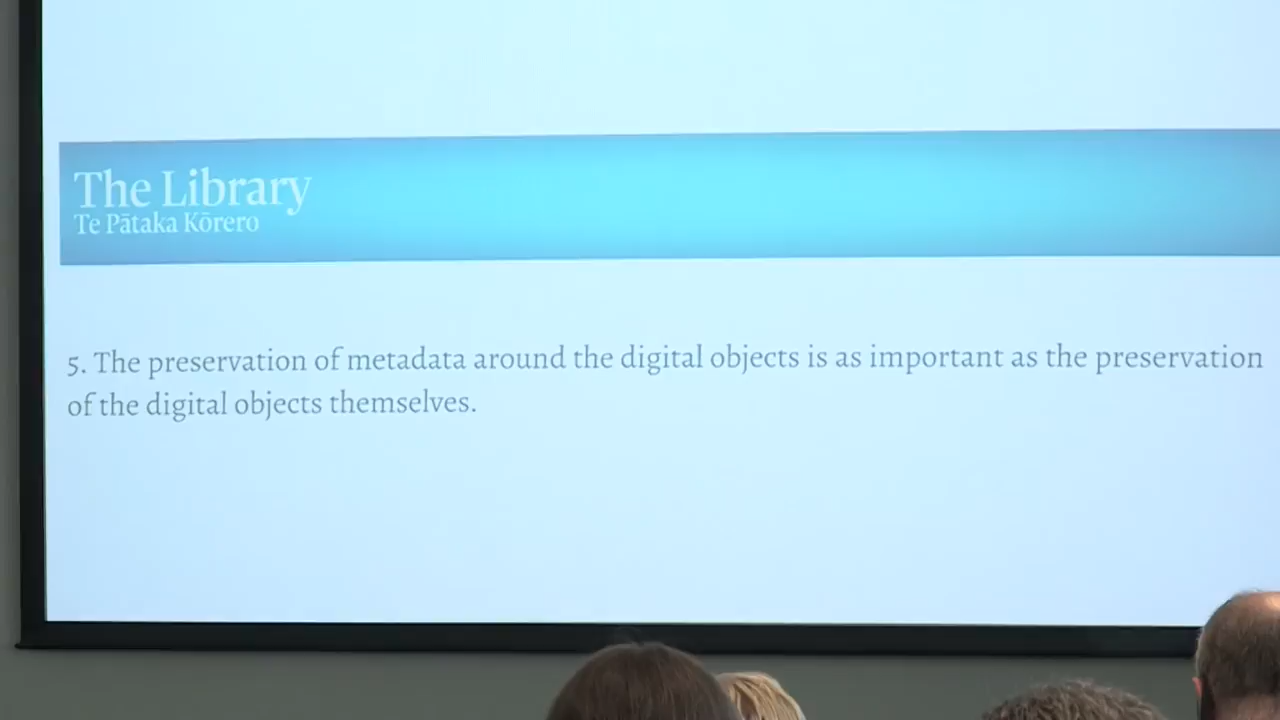 The Library
Te Pātaka Kōrero
5. The preservation of metadata around the digital objects is as important as the preservation
of the digital objects themselves.